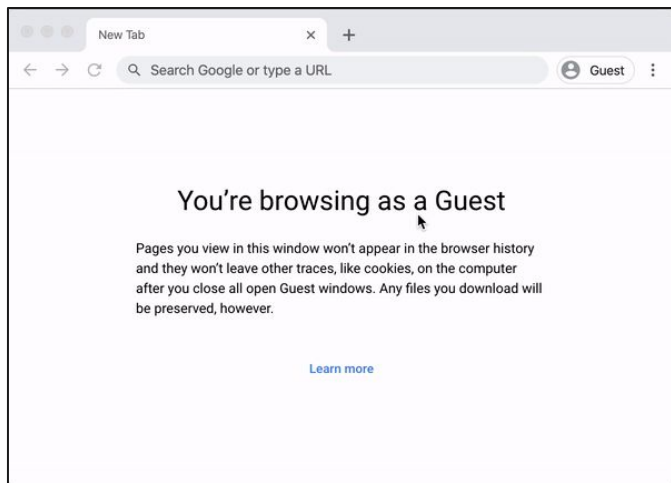 New Tab
Search Google or type a URL
Guest
You’re browsing as a Guest
Pages you view in this window won’t appear in the browser history
and they won’t leave other traces, like cookies, on the computer
after you close all open Guest windows. Any files you download will
be preserved, however.
Learn more